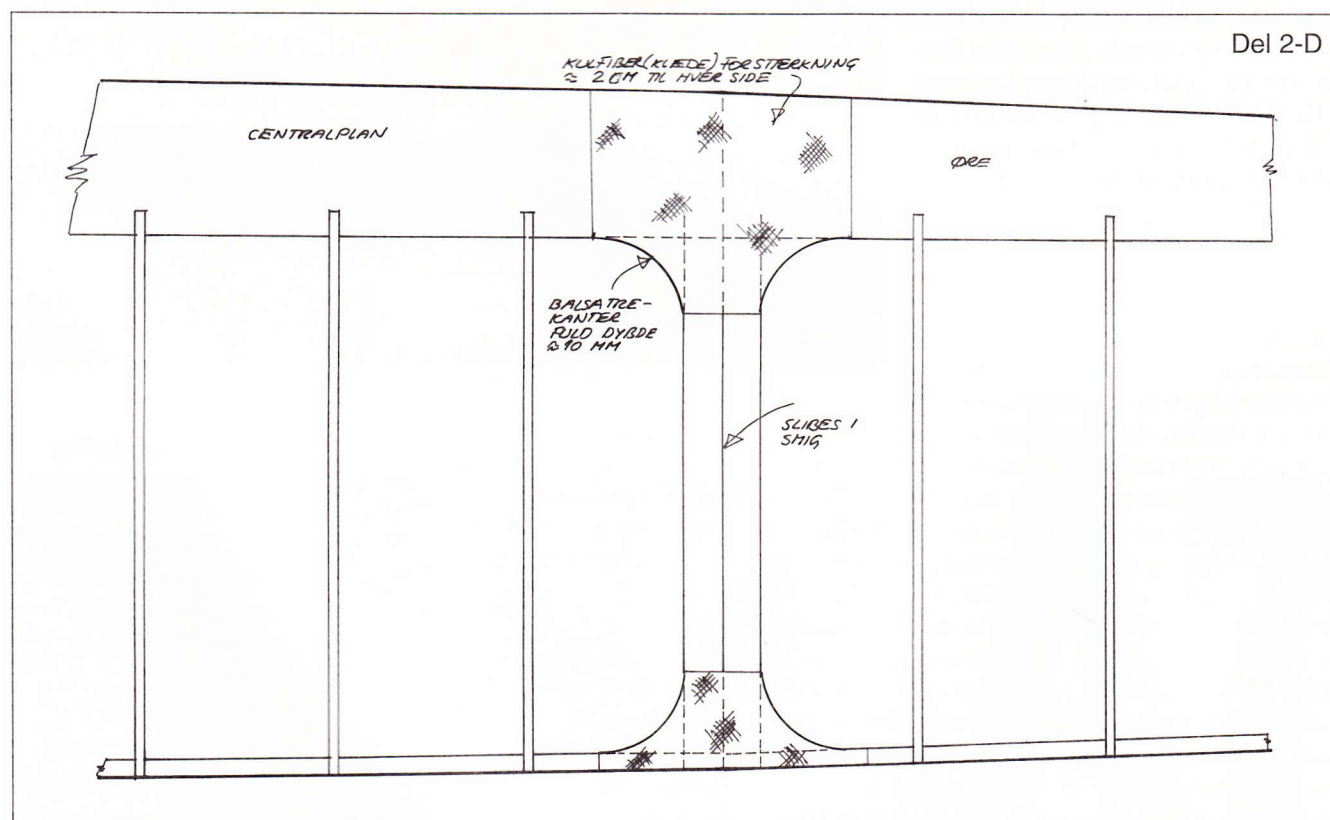 Del 2-D
KULFIBER(KLÆDE) FORSTÆRKNING
≈ 2 CM TIL HVER SIDE
CENTRALPLAN
ØRE
BALSATRE-
KANTER
FULD DYBDE
≈ 10 MM
SLIBES I
SMIG